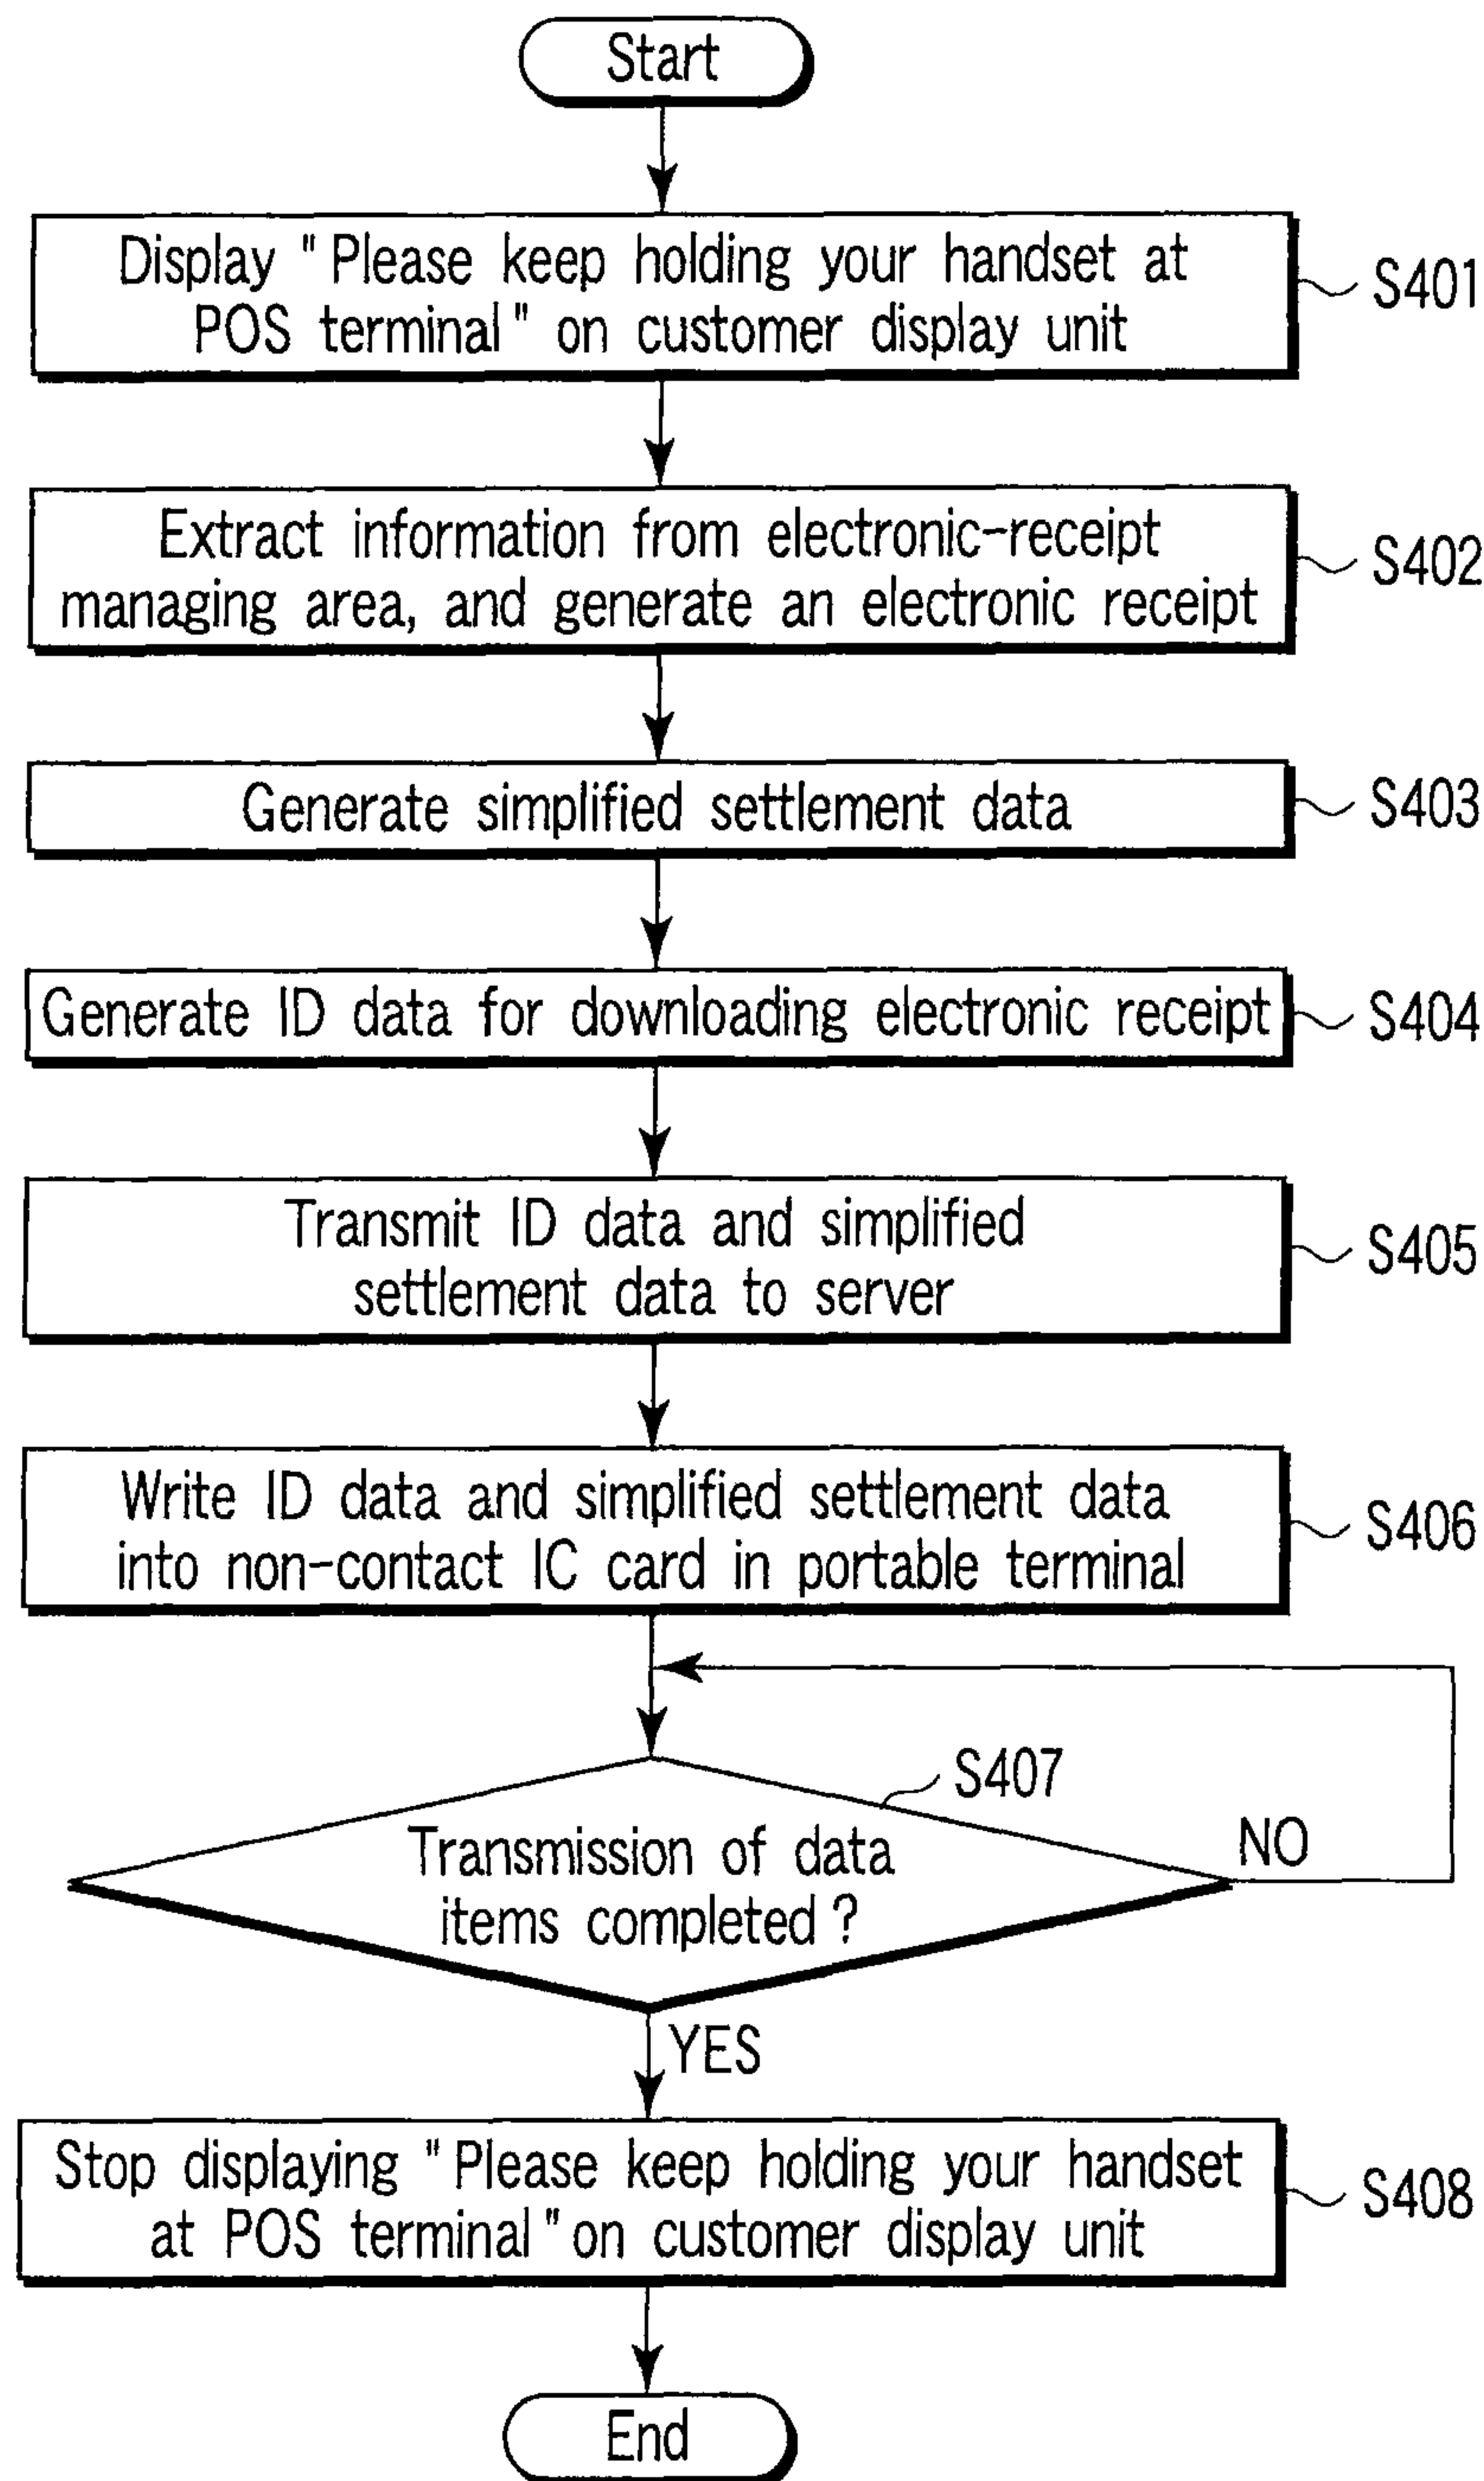 Start
Display "Please keep holding your handset at
POS terminal" on customer display unit
S401
Extract information from electronic-receipt
managing area, and generate an electronic receipt
S402
Generate simplified settlement data
S403
Generate ID data for downloading electronic receipt
S404
Transmit ID data and simplified
settlement data to server
S405
Write ID data and simplified settlement data
into non-contact IC card in portable terminal
S406
S407
Transmission of data
items completed ?
NO
YES
Stop displaying "Please keep holding your handset
at POS terminal" on customer display unit
S408
End